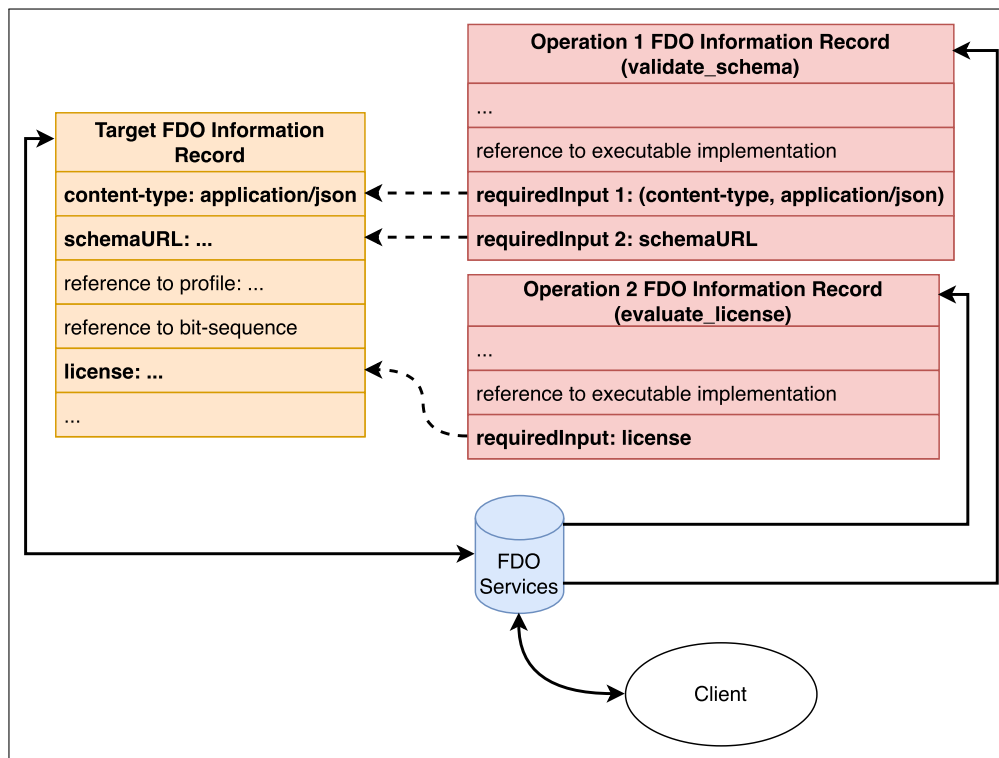 Target FDO Information
Record
content-type: application/json
schemaURL: ...
reference to profile: ...
reference to bit-sequence
license: ...
...
Operation 1 FDO Information Record
(validate_schema)
...
reference to executable implementation
requiredInput 1: (content-type, application/json)
requiredInput 2: schemaURL
Operation 2 FDO Information Record
(evaluate_license)
...
reference to executable implementation
requiredInput: license
FDO
Services
Client